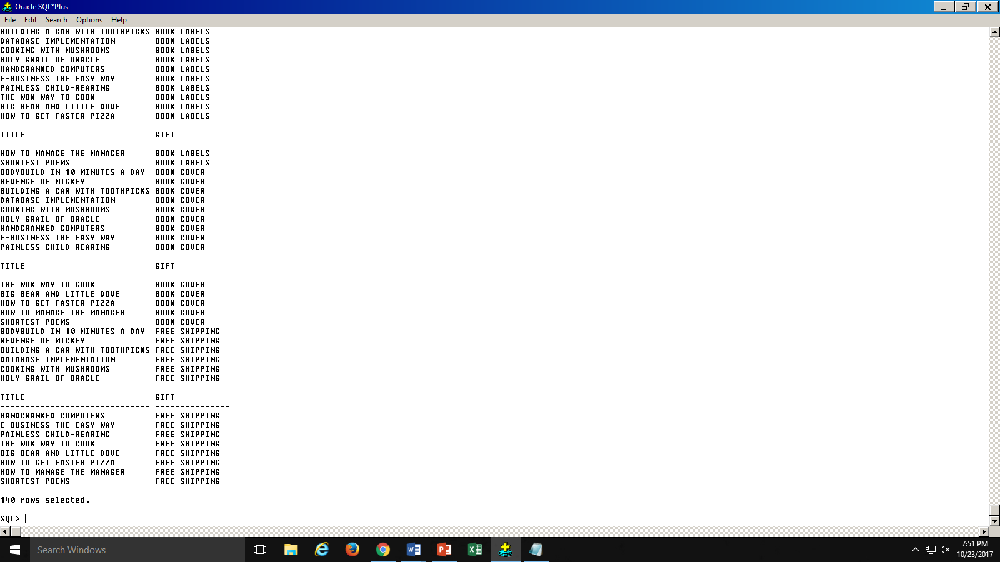 Oracle SQL*Plus
File Edit Search Options Help
BUILDING A CAR WITH TOOTHPICKS BOOK LABELS
DATABASE IMPLEMENTATION        BOOK LABELS
COOKING WITH MUSHROOMS         BOOK LABELS
HOLY GRAIL OF ORACLE           BOOK LABELS
HANDCRANKED COMPUTERS          BOOK LABELS
E-BUSINESS THE EASY WAY        BOOK LABELS
PAINLESS CHILD-REARING         BOOK LABELS
THE WOK WAY TO COOK            BOOK LABELS
BIG BEAR AND LITTLE DOVE       BOOK LABELS
HOW TO GET FASTER PIZZA        BOOK LABELS
TITLE                          GIFT
------------------------------ ---------------
HOW TO MANAGE THE MANAGER      BOOK LABELS
SHORTEST POEMS                 BOOK LABELS
BODYBUILD IN 10 MINUTES A DAY  BOOK COVER
REVENGE OF MICKEY              BOOK COVER
BUILDING A CAR WITH TOOTHPICKS BOOK COVER
DATABASE IMPLEMENTATION        BOOK COVER
COOKING WITH MUSHROOMS         BOOK COVER
HOLY GRAIL OF ORACLE           BOOK COVER
HANDCRANKED COMPUTERS          BOOK COVER
E-BUSINESS THE EASY WAY        BOOK COVER
PAINLESS CHILD-REARING         BOOK COVER
TITLE                          GIFT
------------------------------ ---------------
THE WOK WAY TO COOK            BOOK COVER
BIG BEAR AND LITTLE DOVE       BOOK COVER
HOW TO GET FASTER PIZZA        BOOK COVER
HOW TO MANAGE THE MANAGER      BOOK COVER
SHORTEST POEMS                 BOOK COVER
BODYBUILD IN 10 MINUTES A DAY  FREE SHIPPING
REVENGE OF MICKEY              FREE SHIPPING
BUILDING A CAR WITH TOOTHPICKS FREE SHIPPING
DATABASE IMPLEMENTATION        FREE SHIPPING
COOKING WITH MUSHROOMS         FREE SHIPPING
HOLY GRAIL OF ORACLE           FREE SHIPPING
TITLE                          GIFT
------------------------------ ---------------
HANDCRANKED COMPUTERS          FREE SHIPPING
E-BUSINESS THE EASY WAY        FREE SHIPPING
PAINLESS CHILD-REARING         FREE SHIPPING
THE WOK WAY TO COOK            FREE SHIPPING
BIG BEAR AND LITTLE DOVE       FREE SHIPPING
HOW TO GET FASTER PIZZA        FREE SHIPPING
HOW TO MANAGE THE MANAGER      FREE SHIPPING
SHORTEST POEMS                 FREE SHIPPING
140 rows selected.
SQL>
Search Windows
7:51 PM
10/23/2017